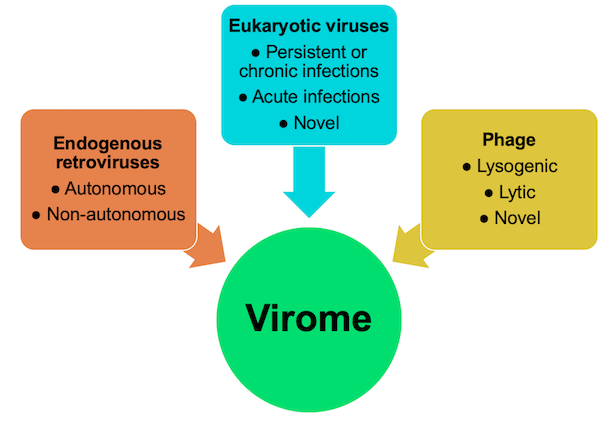 Eukaryotic viruses
● Persistent or
chronic infections
● Acute infections
● Novel
Endogenous
retroviruses
● Autonomous
● Non-autonomous
Phage
● Lysogenic
● Lytic
● Novel
Virome